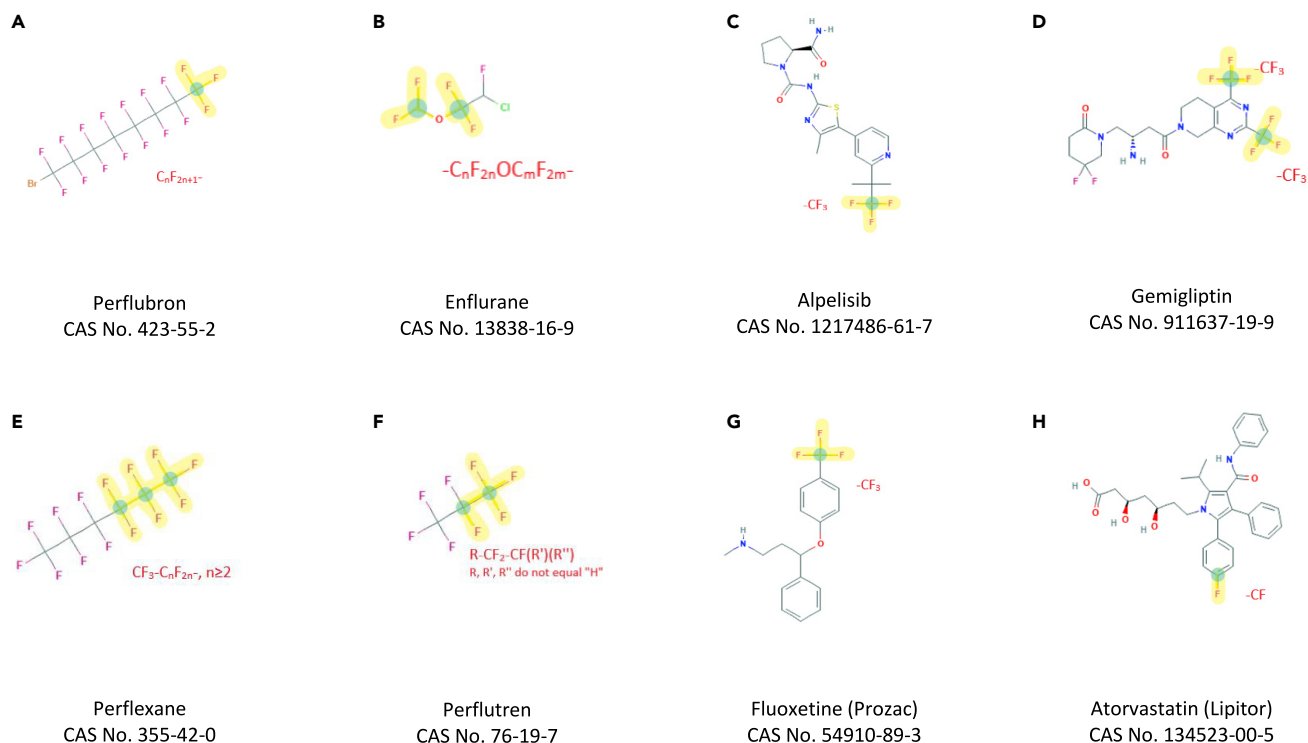 A
B
C
D
C₍n₎F₍2n+1₎–
-CₙF₂ₙOCₘF₂ₘ-
-CF₃
-CF₃
-CF₃
Perflubron
CAS No. 423-55-2
Enflurane
CAS No. 13838-16-9
Alpelisib
CAS No. 1217486-61-7
Gemigliptin
CAS No. 911637-19-9
E
F
G
H
CF₃-CₙF₂ₙ-, n≥2
R-CF₂-CF(R')(R'')
R, R', R'' do not equal "H"
-CF₃
-CF
Perflexane
CAS No. 355-42-0
Perflutren
CAS No. 76-19-7
Fluoxetine (Prozac)
CAS No. 54910-89-3
Atorvastatin (Lipitor)
CAS No. 134523-00-5